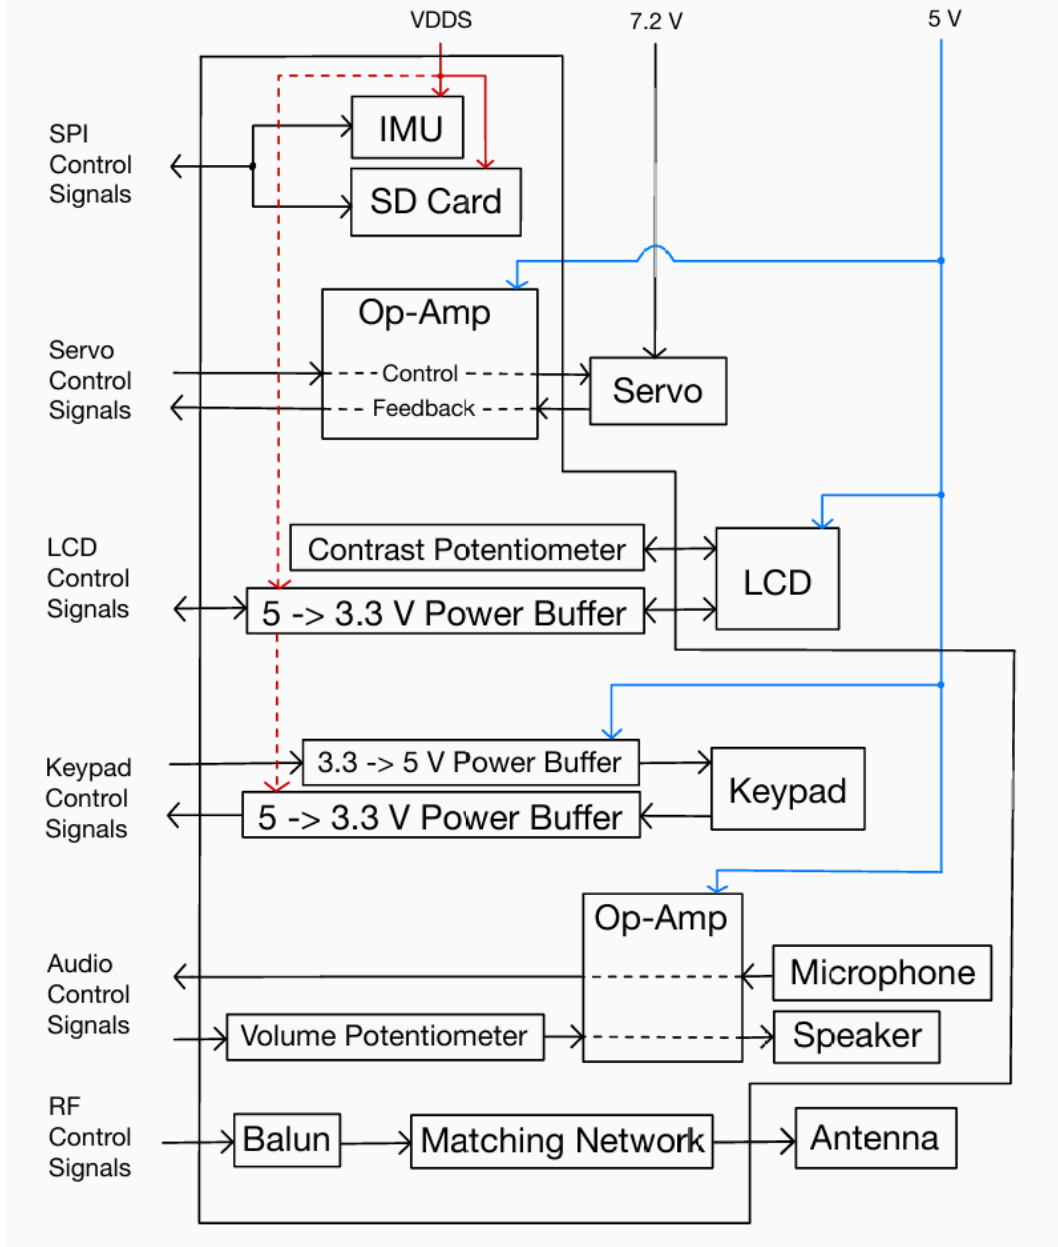 VDDS
7.2 V
5 V
SPI
Control
Signals
IMU
SD Card
Servo
Control
Signals
Op-Amp
Control
Feedback
Servo
LCD
Control
Signals
Contrast Potentiometer
5 -> 3.3 V Power Buffer
LCD
Keypad
Control
Signals
3.3 -> 5 V Power Buffer
5 -> 3.3 V Power Buffer
Keypad
Audio
Control
Signals
Op-Amp
Microphone
Volume Potentiometer
Speaker
RF
Control
Signals
Balun
Matching Network
Antenna